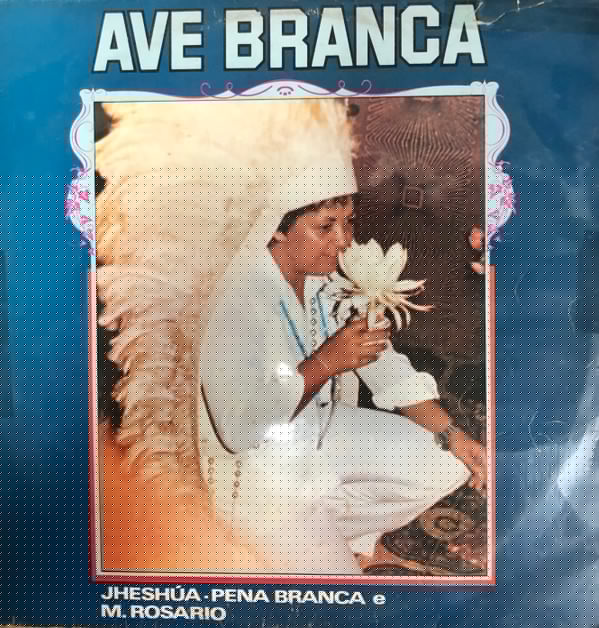 AVE BRANCA
JHESHÚA - PENA BRANCA e
M. ROSARIO